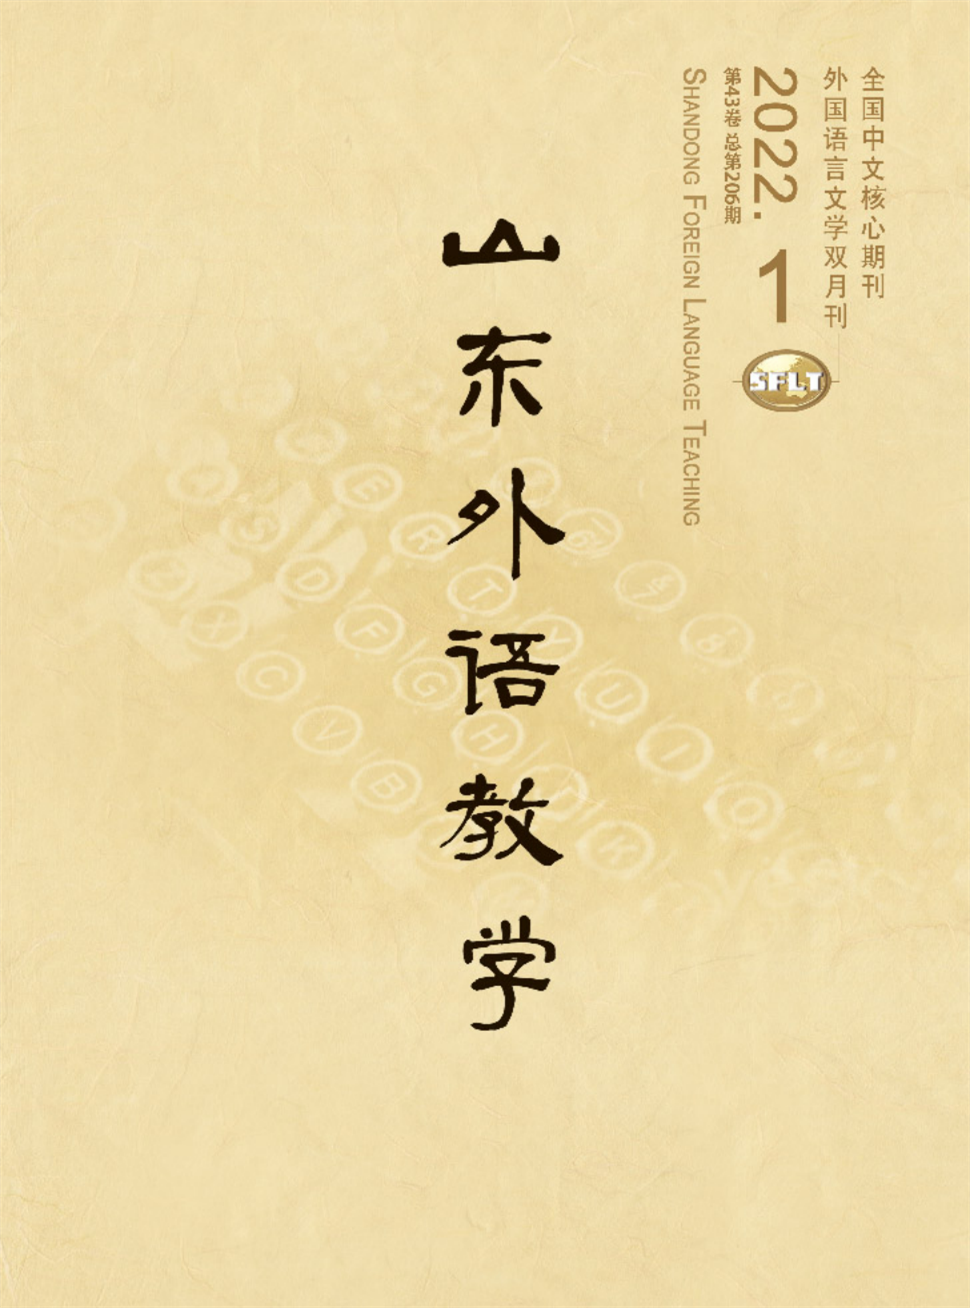 全国中文核心期刊
外国语言文学双月刊
2022.1
第43卷 总第206期
SHANDONG FOREIGN LANGUAGE TEACHING
SFLT
山东外语教学
E
R
T
Y
U
I
O
S
D
F
G
H
K
Z
X
C
V
B